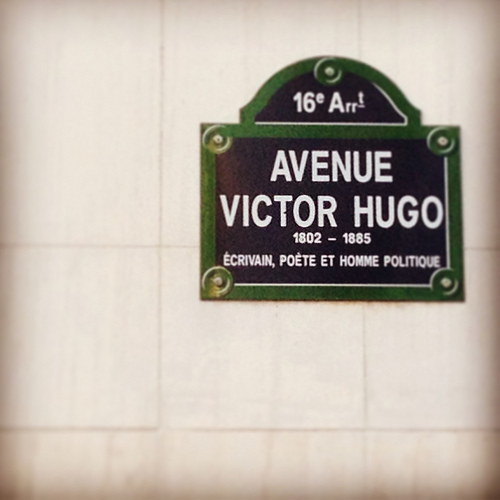 16e Arrt
AVENUE
VICTOR HUGO
1802 – 1885
ÉCRIVAIN, POÈTE ET HOMME POLITIQUE